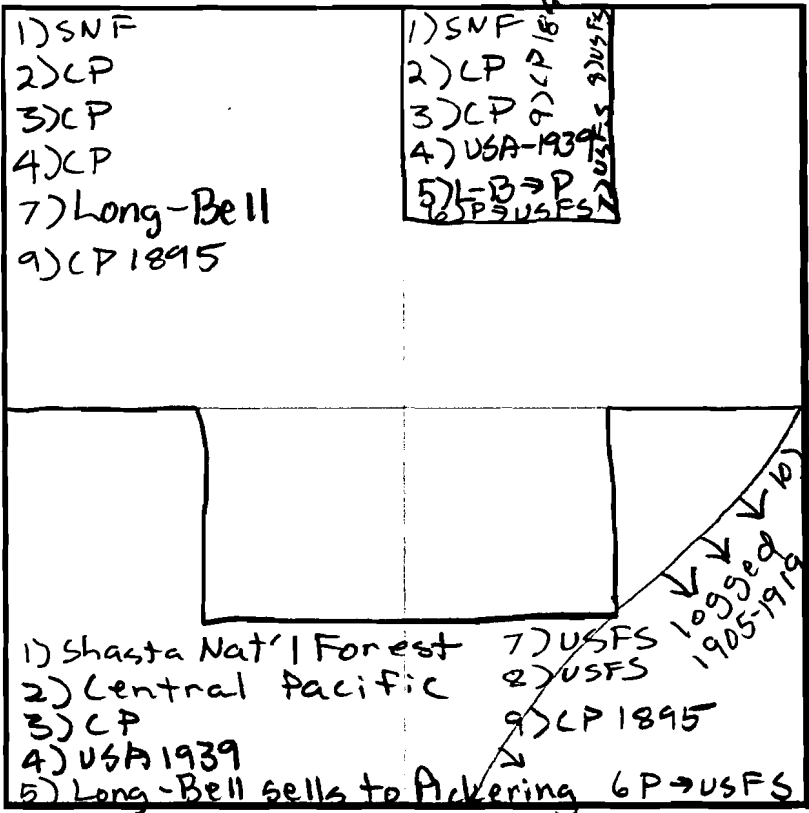 1) SNF
2) CP
3) CP
4) CP
7) Long-Bell
9) CP 1895
1) SNF
2) CP
3) CP
4) USA-1939
5) L-B → P
6) P → USFS
7) USFS
8) USFS
9) CP
10)
logged
1905-1919
1) Shasta Nat'l Forest
2) Central Pacific
3) CP
4) USA 1939
5) Long-Bell sells to Pickering
6 P → USFS
7) USFS
8) USFS
9) CP 1895